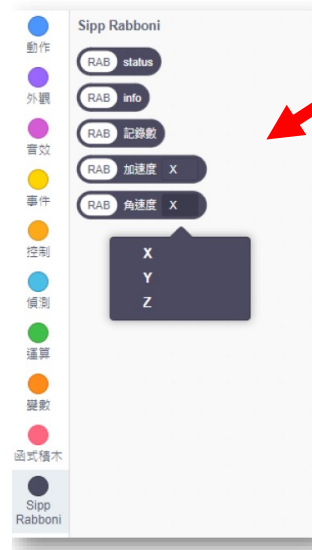 動作
外觀
音效
事件
控制
偵測
運算
變數
函式積木
Sipp
Rabboni
Sipp Rabboni
RAB status
RAB info
RAB 記錄數
RAB 加速度 X
RAB 角速度 X
X
Y
Z